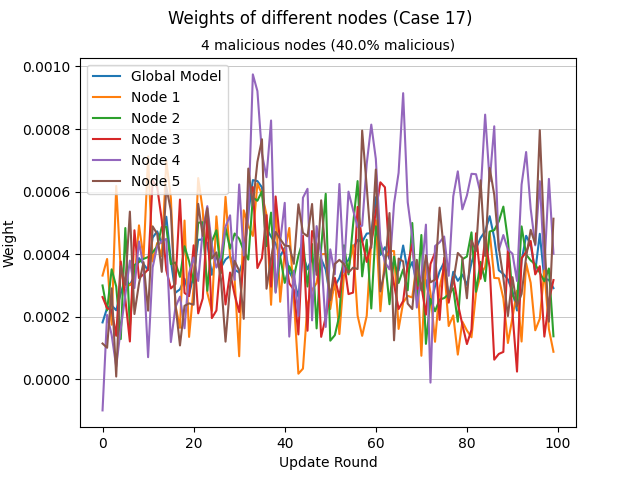 Weights of different nodes (Case 17)
4 malicious nodes (40.0% malicious)
Weight
0.0010
0.0008
0.0006
0.0004
0.0002
0.0000
Global Model
Node 1
Node 2
Node 3
Node 4
Node 5
0
20
40
60
80
100
Update Round